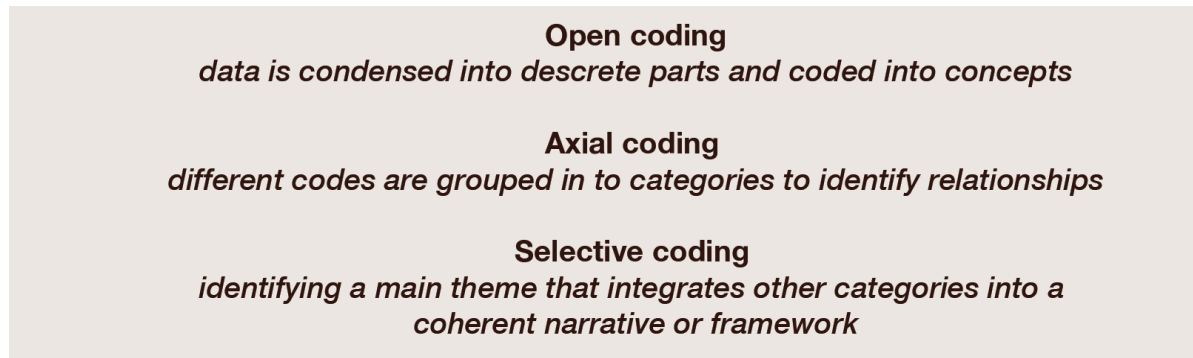 Open coding
data is condensed into descrete parts and coded into concepts
Axial coding
different codes are grouped in to categories to identify relationships
Selective coding
identifying a main theme that integrates other categories into a
coherent narrative or framework